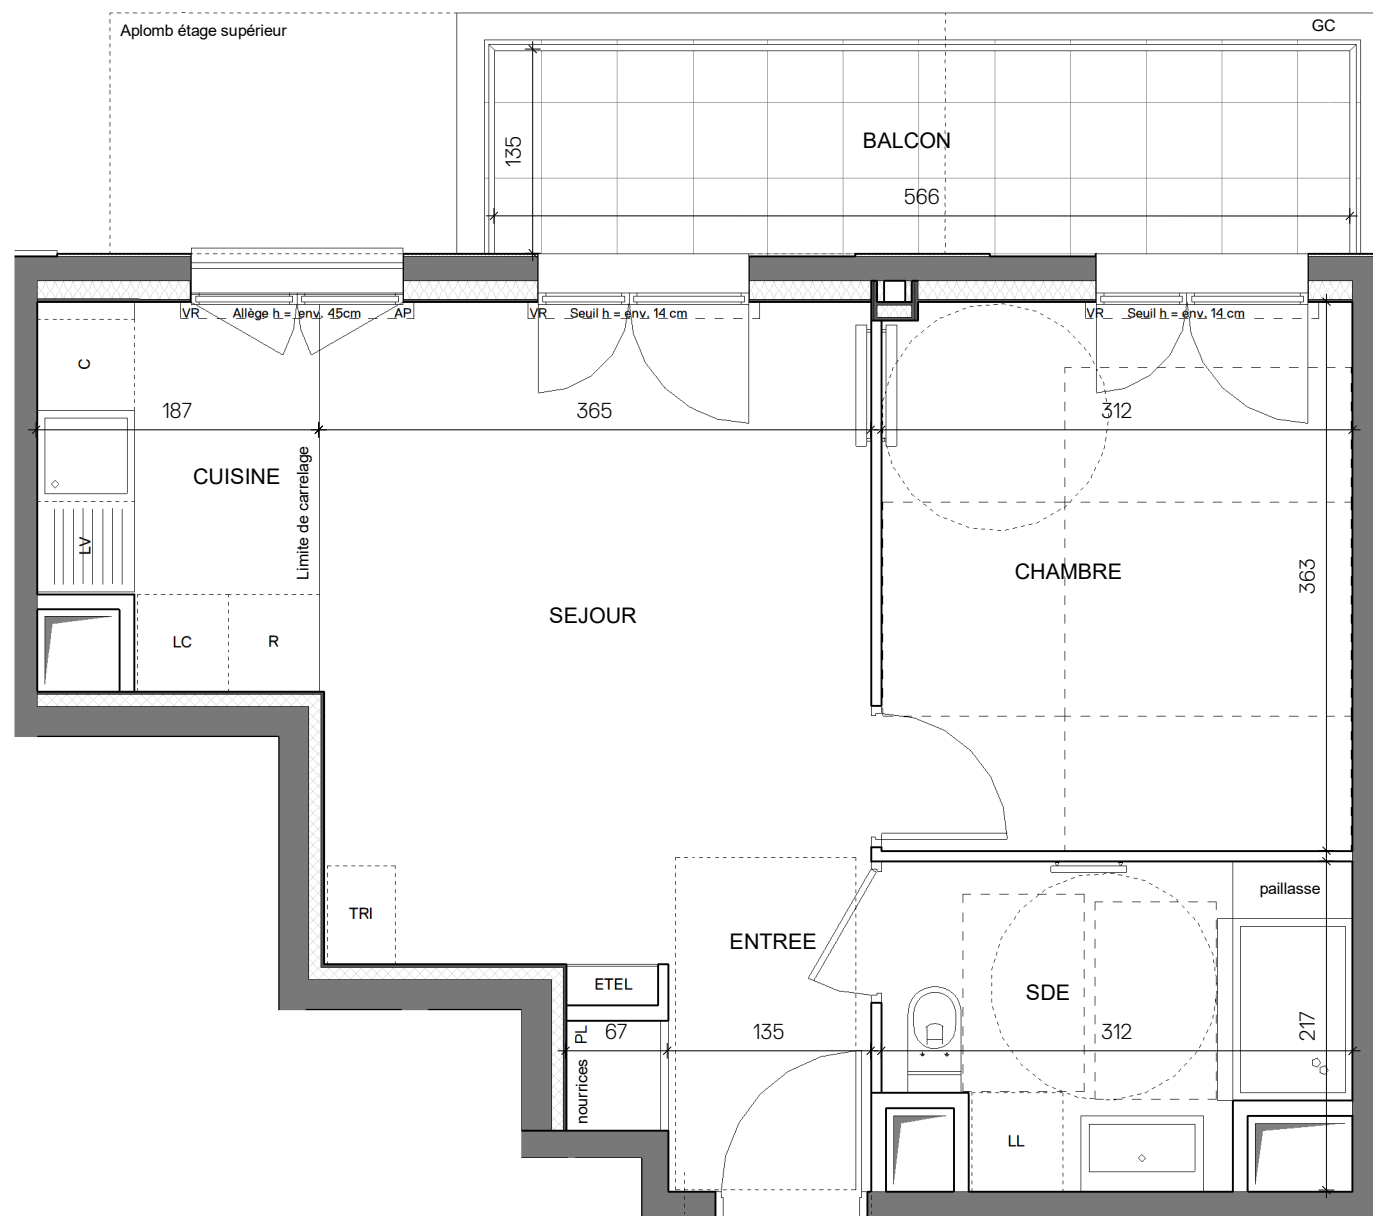 Aplomb étage supérieur
GC
BALCON
135
566
VR
Allège h = env. 45cm
AP
VR
Seuil h = env. 14 cm
VR
Seuil h = env. 14 cm
C
187
365
312
CUISINE
Limite de carrelage
LV
CHAMBRE
363
SEJOUR
LC
R
TRI
ENTREE
paillasse
ETEL
SDE
PL
67
135
312
217
nourrices
LL